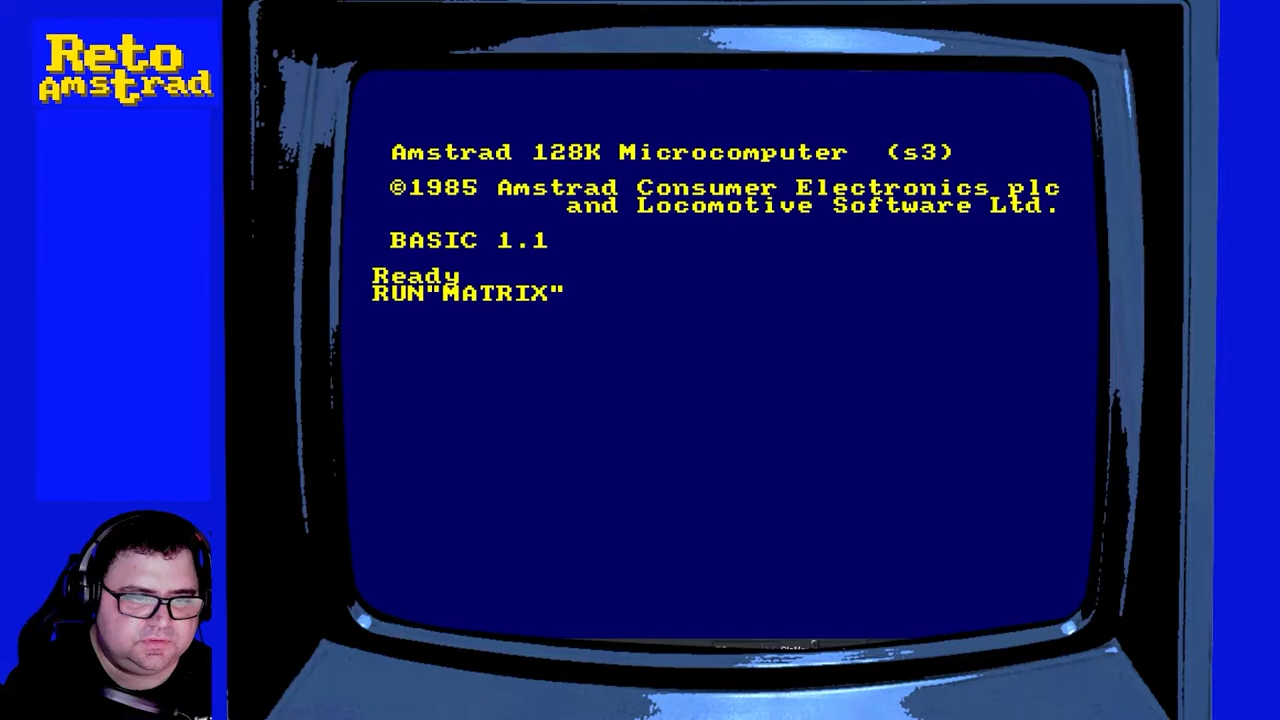 Reto
Amstrad
Amstrad 128K Microcomputer (s3)
©1985 Amstrad Consumer Electronics plc
and Locomotive Software Ltd.
BASIC 1.1
Ready
RUN"MATRIX"